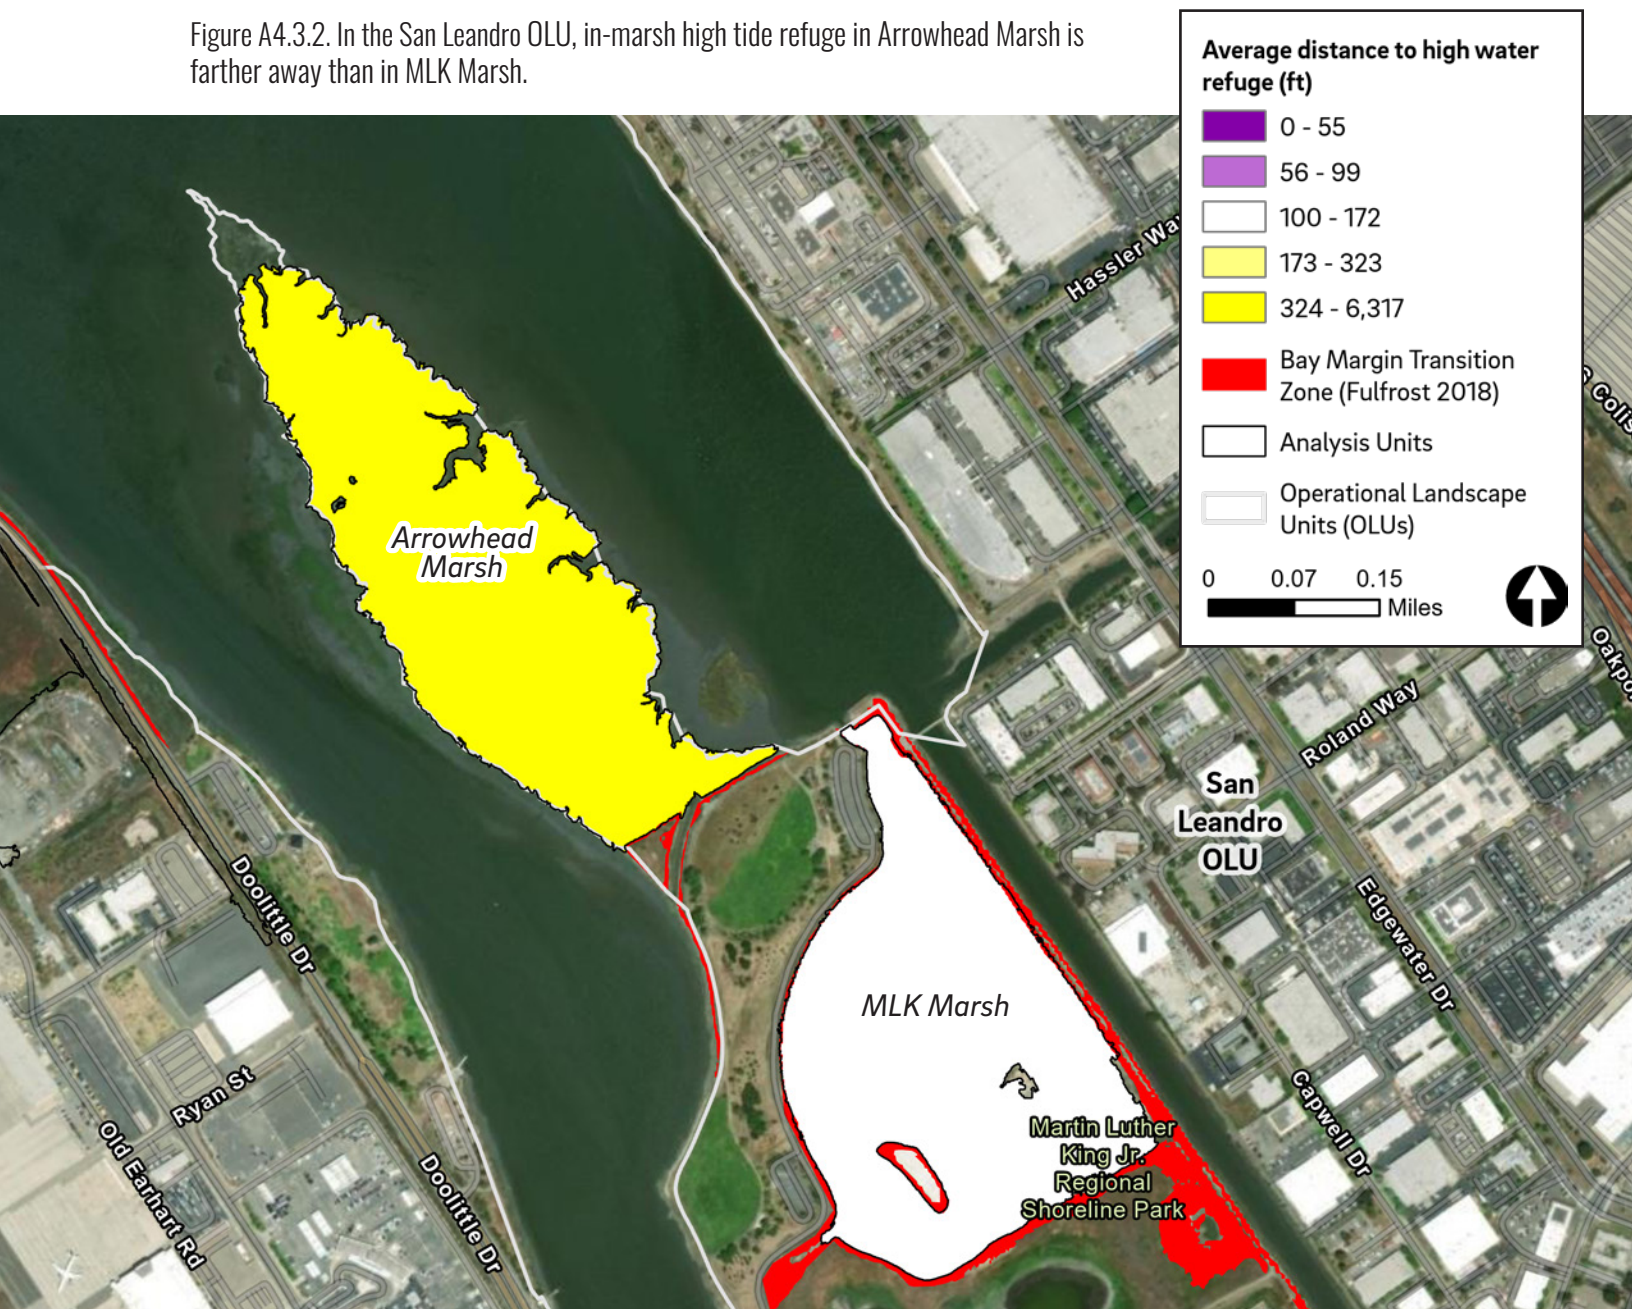 Figure A4.3.2. In the San Leandro OLU, in-marsh high tide refuge in Arrowhead Marsh is
farther away than in MLK Marsh.
Average distance to high water
refuge (ft)
0 - 55
56 - 99
100 - 172
173 - 323
324 - 6,317
Bay Margin Transition
Zone (Fulfrost 2018)
Analysis Units
Operational Landscape
Units (OLUs)
0 0.07 0.15
Miles
Hassler Way
Arrowhead
Marsh
Roland Way
San
Leandro
OLU
Doolittle Dr
Edgewater Dr
MLK Marsh
Ryan St
Capwell Dr
Martin Luther
King Jr.
Regional
Shoreline Park
Old Earhart Rd
Doolittle Dr